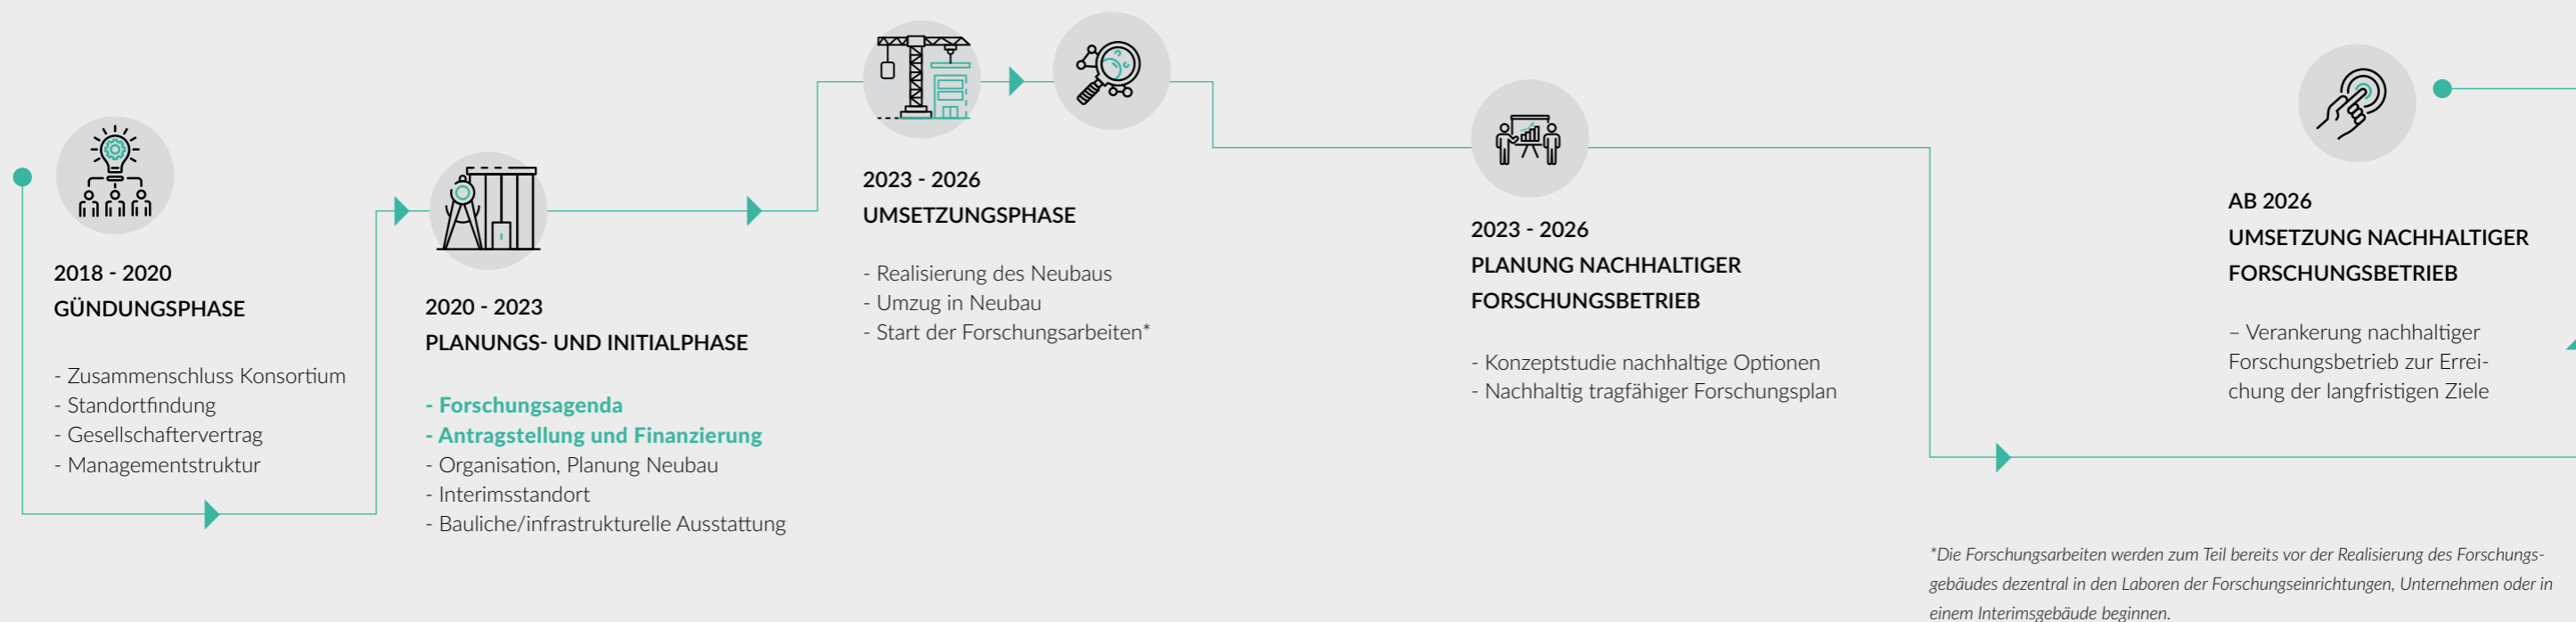 2018 - 2020
GÜNDUNGSPHASE
- Zusammenschluss Konsortium
- Standortfindung
- Gesellschaftervertrag
- Managementstruktur
2020 - 2023
PLANUNGS- UND INITIALPHASE
- Forschungsagenda
- Antragstellung und Finanzierung
- Organisation, Planung Neubau
- Interimsstandort
- Bauliche/infrastrukturelle Ausstattung
2023 - 2026
UMSETZUNGSPHASE
- Realisierung des Neubaus
- Umzug in Neubau
- Start der Forschungsarbeiten*
2023 - 2026
PLANUNG NACHHALTIGER
FORSCHUNGSBETRIEB
- Konzeptstudie nachhaltige Optionen
- Nachhaltig tragfähiger Forschungsplan
AB 2026
UMSETZUNG NACHHALTIGER
FORSCHUNGSBETRIEB
– Verankerung nachhaltiger
Forschungsbetrieb zur Errei-
chung der langfristigen Ziele
*Die Forschungsarbeiten werden zum Teil bereits vor der Realisierung des Forschungs-
gebäudes dezentral in den Laboren der Forschungseinrichtungen, Unternehmen oder in
einem Interimsgebäude beginnen.